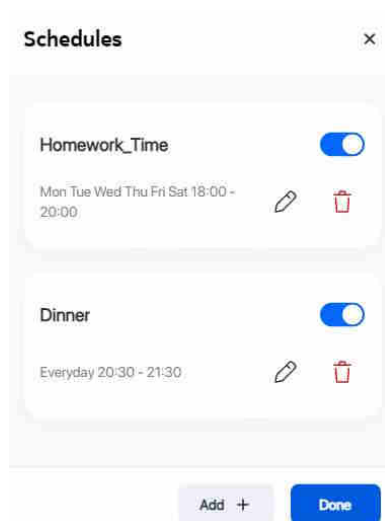 Schedules
Homework_Time
Mon Tue Wed Thu Fri Sat 18:00 -
20:00
Dinner
Everyday 20:30 - 21:30
Add +
Done